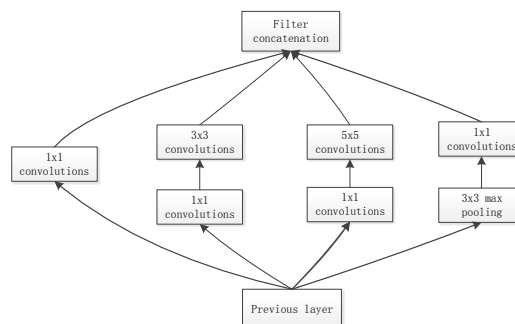 Filter
concatenation
3x3
convolutions
5x5
convolutions
1x1
convolutions
1x1
convolutions
1x1
convolutions
1x1
convolutions
3x3 max
pooling
Previous layer